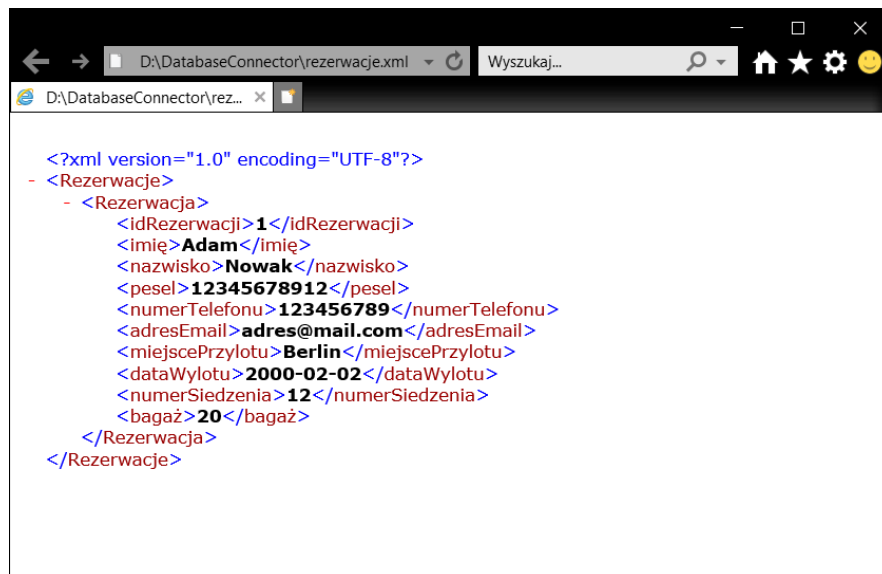 D:\DatabaseConnector\rezerwacje.xml
Wyszukaj...
D:\DatabaseConnector\rez...
<?xml version="1.0" encoding="UTF-8"?>
- <Rezerwacje>
- <Rezerwacja>
<idRezerwacji>1</idRezerwacji>
<imię>Adam</imię>
<nazwisko>Nowak</nazwisko>
<pesel>12345678912</pesel>
<numerTelefonu>123456789</numerTelefonu>
<adresEmail>adres@mail.com</adresEmail>
<miejscePrzylotu>Berlin</miejscePrzylotu>
<dataWylotu>2000-02-02</dataWylotu>
<numerSiedzenia>12</numerSiedzenia>
<bagaż>20</bagaż>
</Rezerwacja>
</Rezerwacje>